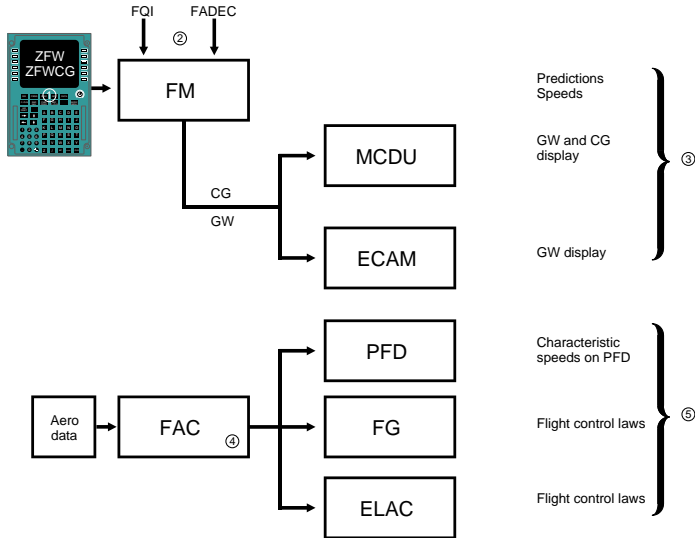 FQI FADEC
②
ZFW
ZFWCG
①
FM
Predictions
Speeds
MCDU
GW and CG
display
③
CG
GW
ECAM
GW display
PFD
Characteristic
speeds on PFD
Aero
data
FAC
④
FG
Flight control laws
⑤
ELAC
Flight control laws